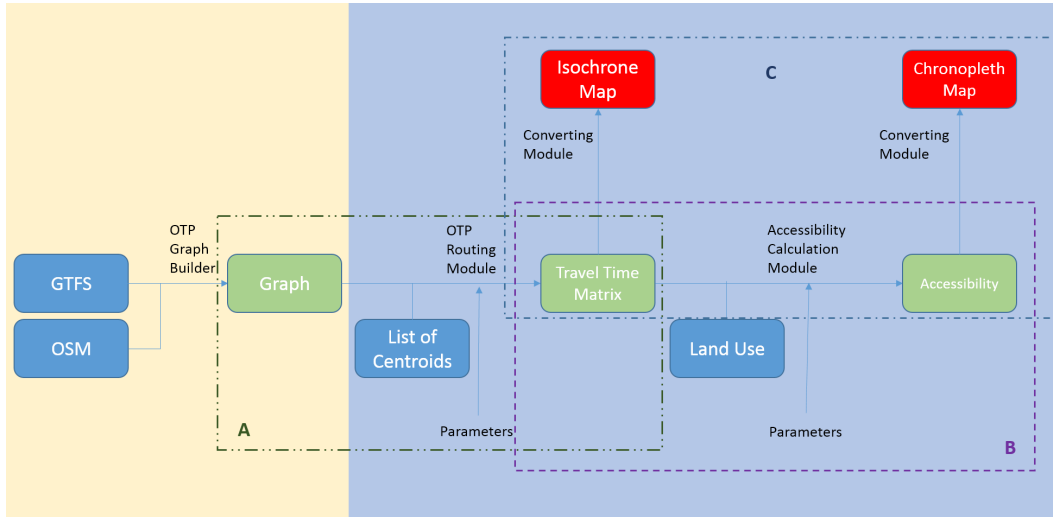 Isochrone
Map
C
Chronopleth
Map
Converting
Module
Converting
Module
OTP
Graph
Builder
OTP
Routing
Module
Accessibility
Calculation
Module
GTFS
Graph
Travel Time
Matrix
Accessibility
OSM
List of
Centroids
Land Use
A
Parameters
Parameters
B